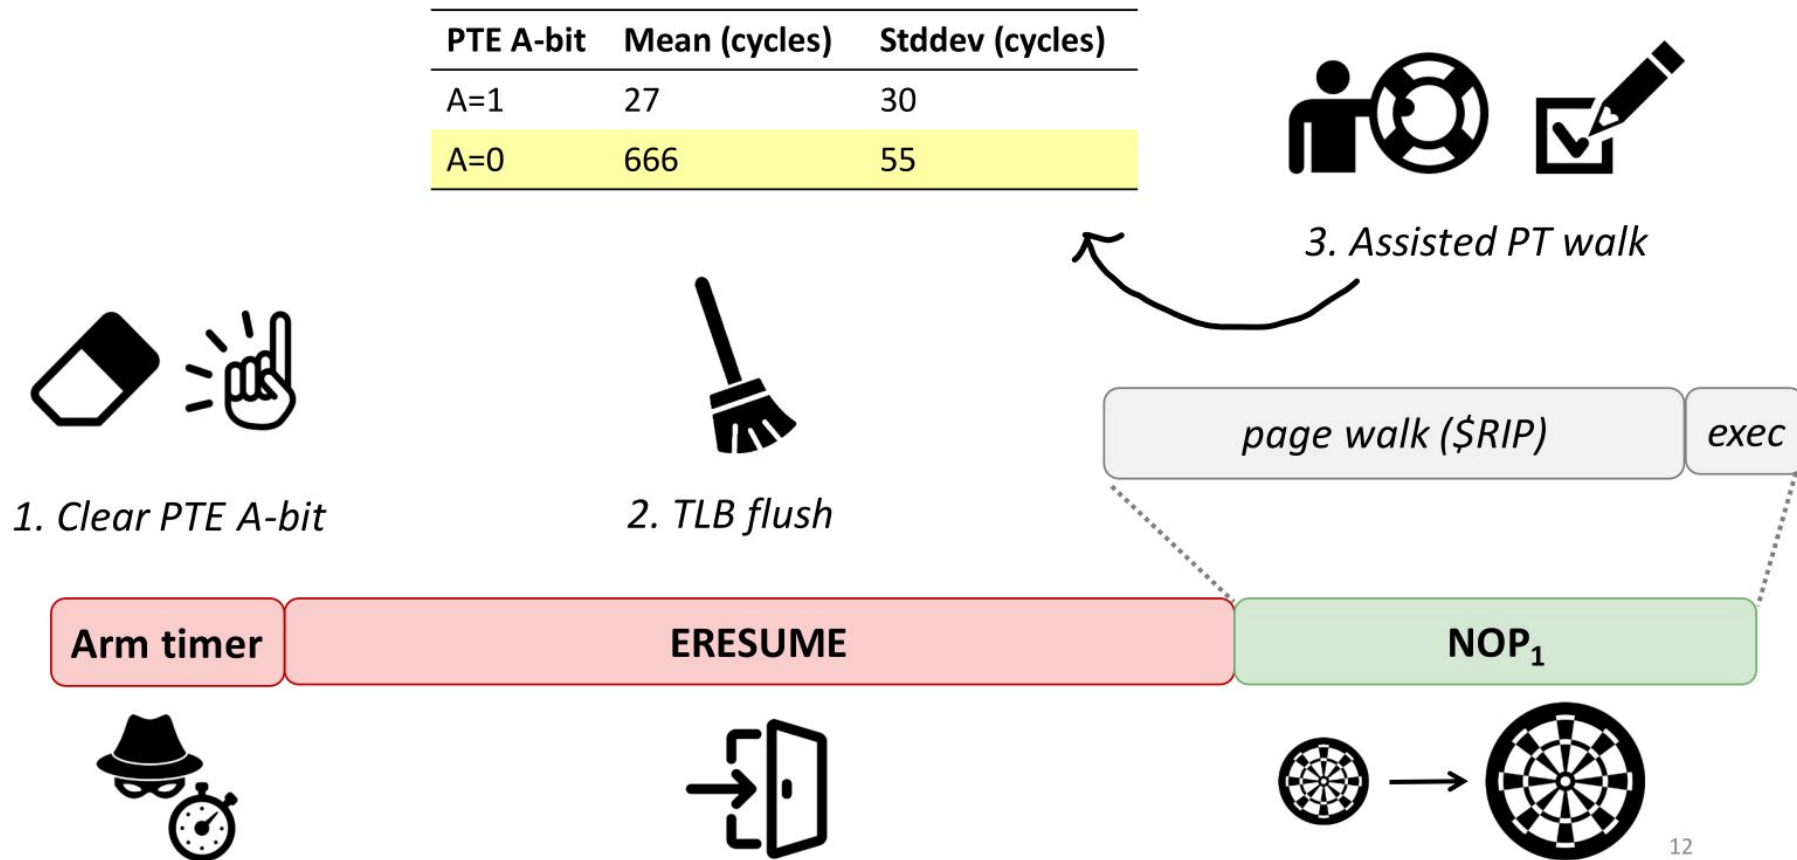 PTE A-bit Mean (cycles) Stddev (cycles)
A=1 27 30
A=0 666 55
3. Assisted PT walk
page walk ($RIP) exec
1. Clear PTE A-bit
2. TLB flush
Arm timer ERESUME NOP₁
12